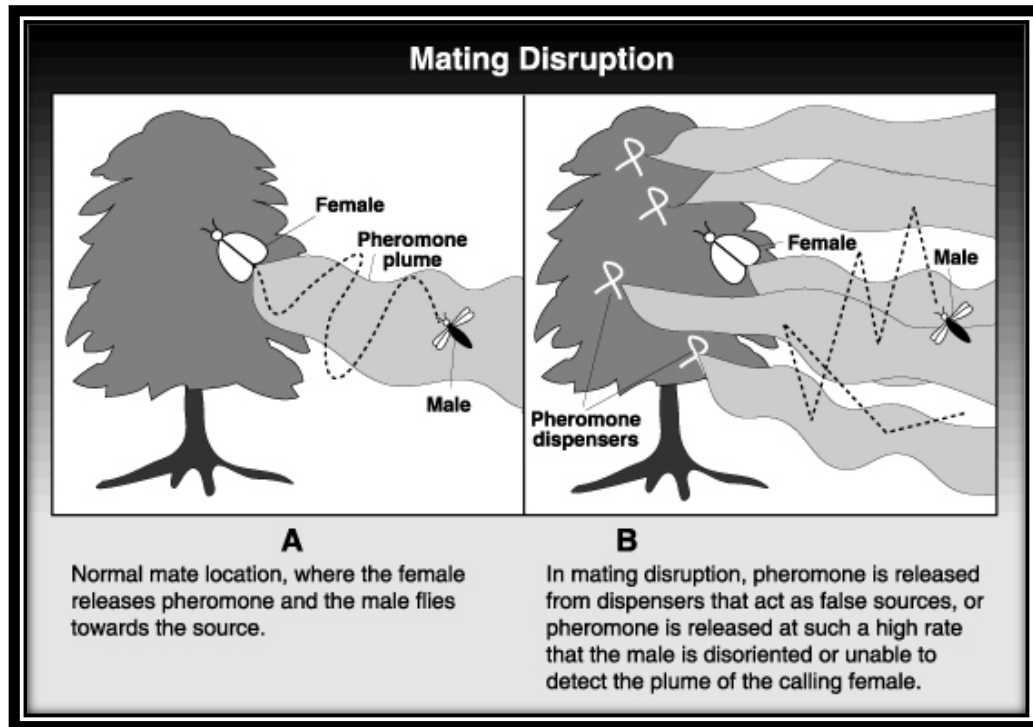 Mating Disruption
Female
Pheromone
plume
Male
Female
Male
Pheromone
dispensers
A
Normal mate location, where the female
releases pheromone and the male flies
towards the source.
B
In mating disruption, pheromone is released
from dispensers that act as false sources, or
pheromone is released at such a high rate
that the male is disoriented or unable to
detect the plume of the calling female.